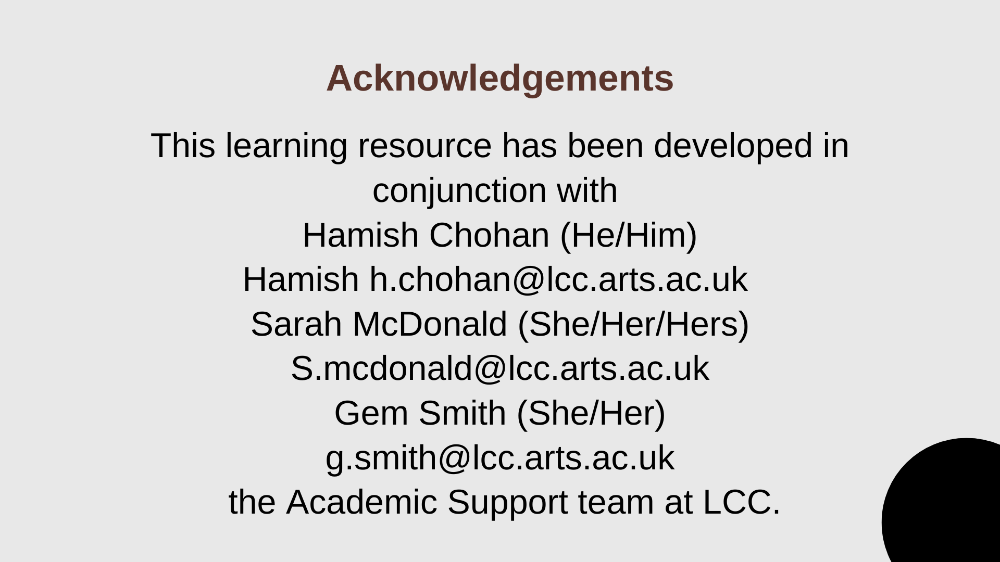 Acknowledgements
This learning resource has been developed in
conjunction with
Hamish Chohan (He/Him)
Hamish h.chohan@lcc.arts.ac.uk
Sarah McDonald (She/Her/Hers)
S.mcdonald@lcc.arts.ac.uk
Gem Smith (She/Her)
g.smith@lcc.arts.ac.uk
the Academic Support team at LCC.